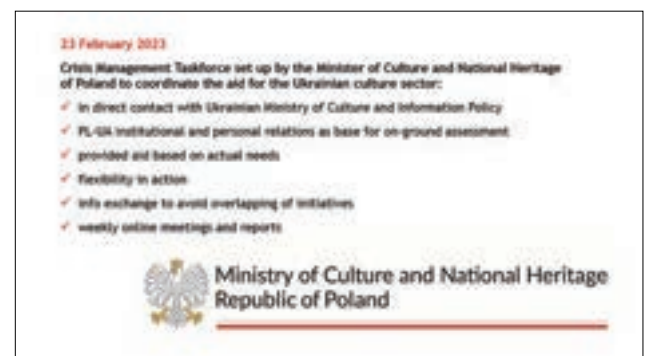 23 February 2023
Crisis Management Taskforce set up by the Minister of Culture and National Heritage
of Poland to coordinate the aid for the Ukrainian culture sector:
✓ in direct contact with Ukrainian Ministry of Culture and Information Policy
✓ PL-UA institutional and personal relations as base for on-ground assessment
✓ provided aid based on actual needs
✓ flexibility in action
✓ info exchange to avoid overlapping of initiatives
✓ weekly online meetings and reports
Ministry of Culture and National Heritage
Republic of Poland